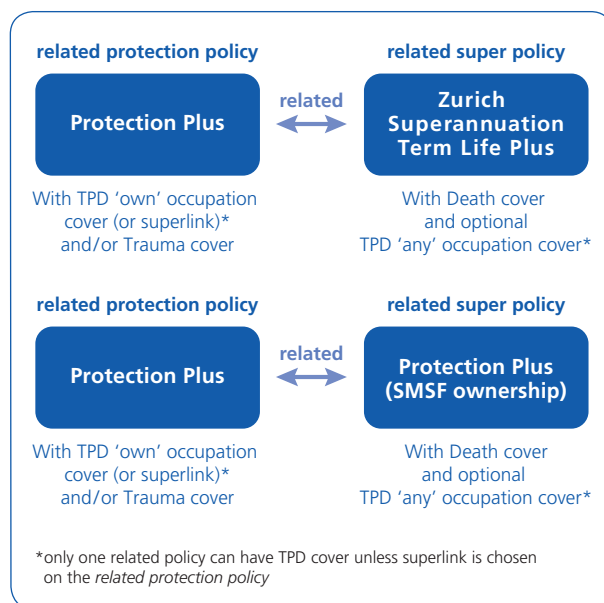 related protection policy
related super policy
Protection Plus
related
Zurich
Superannuation
Term Life Plus
With TPD ‘own’ occupation
cover (or superlink)*
and/or Trauma cover
With Death cover
and optional
TPD ‘any’ occupation cover*
related protection policy
related super policy
Protection Plus
related
Protection Plus
(SMSF ownership)
With TPD ‘own’ occupation
cover (or superlink)*
and/or Trauma cover
With Death cover
and optional
TPD ‘any’ occupation cover*
*only one related policy can have TPD cover unless superlink is chosen
on the related protection policy